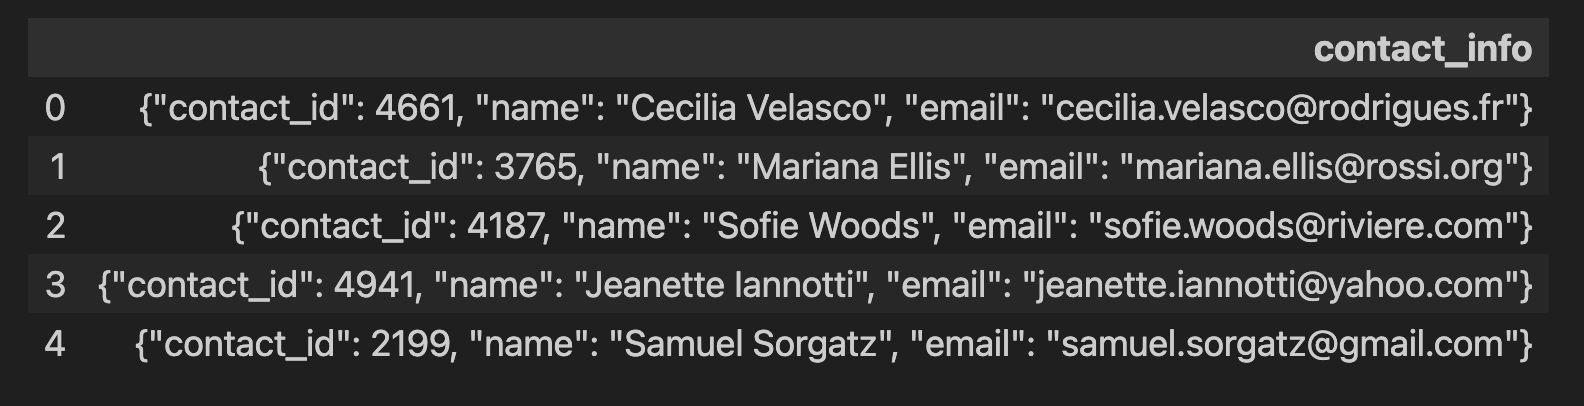 contact_info
0 {"contact_id": 4661, "name": "Cecilia Velasco", "email": "cecilia.velasco@rodrigues.fr"}
1 {"contact_id": 3765, "name": "Mariana Ellis", "email": "mariana.ellis@rossi.org"}
2 {"contact_id": 4187, "name": "Sofie Woods", "email": "sofie.woods@riviere.com"}
3 {"contact_id": 4941, "name": "Jeanette Iannotti", "email": "jeanette.iannotti@yahoo.com"}
4 {"contact_id": 2199, "name": "Samuel Sorgatz", "email": "samuel.sorgatz@gmail.com"}